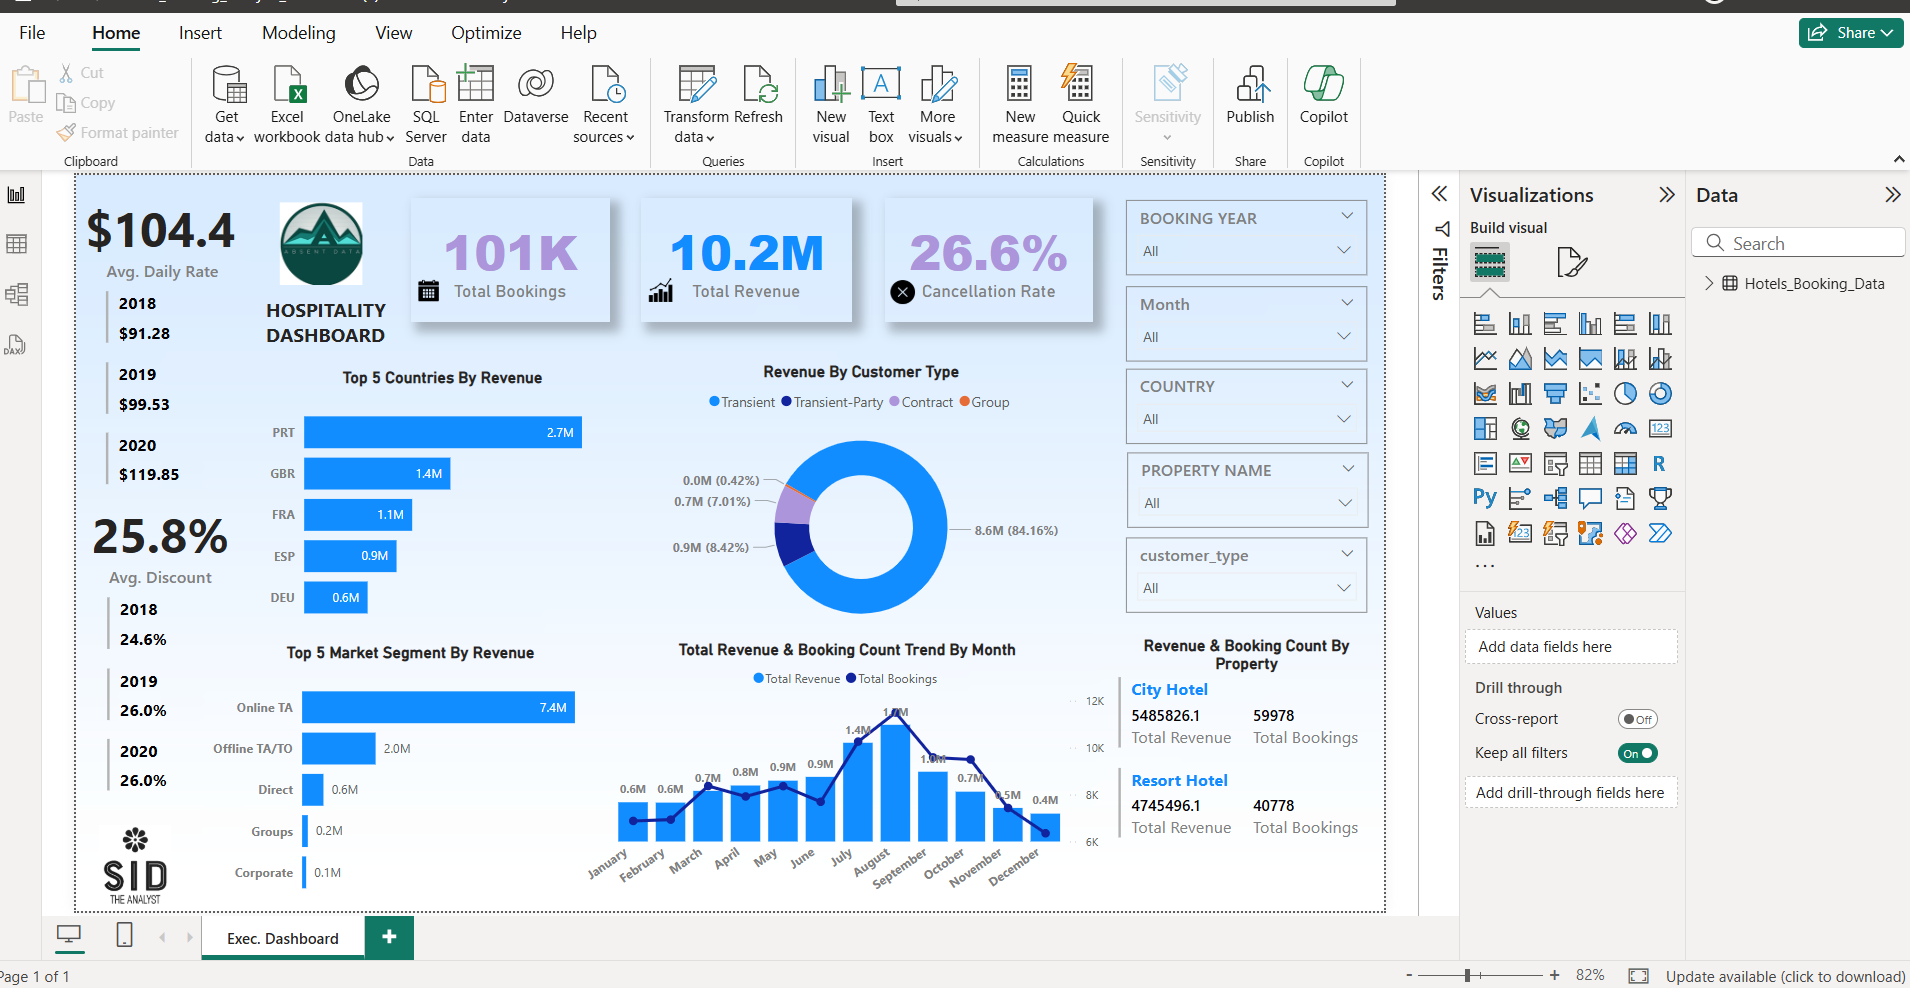 File
Home
Insert
Modeling
View
Optimize
Help
Share
Paste
Cut
Copy
Format painter
Clipboard
Get data
Excel workbook
OneLake data hub
SQL Server
Enter data
Dataverse
Recent sources
Data
Transform data
Refresh
Queries
New visual
Text box
More visuals
Insert
New measure
Quick measure
Calculations
Sensitivity
Sensitivity
Publish
Share
Copilot
Copilot
$104.4
Avg. Daily Rate
2018
$91.28
2019
$99.53
2020
$119.85
25.8%
Avg. Discount
2018
24.6%
2019
26.0%
2020
26.0%
SID
THE ANALYST
ABSENT DATA
HOSPITALITY
DASHBOARD
101K
Total Bookings
10.2M
Total Revenue
26.6%
Cancellation Rate
Top 5 Countries By Revenue
PRT 2.7M
GBR 1.4M
FRA 1.1M
ESP 0.9M
DEU 0.6M
Revenue By Customer Type
Transient Transient-Party Contract Group
0.0M (0.42%)
0.7M (7.01%)
0.9M (8.42%)
8.6M (84.16%)
Top 5 Market Segment By Revenue
Online TA 7.4M
Offline TA/TO 2.0M
Direct 0.6M
Groups 0.2M
Corporate 0.1M
Total Revenue & Booking Count Trend By Month
Total Revenue Total Bookings
0.6M 0.6M 0.7M 0.8M 0.9M 0.9M 1.4M 1.0M 0.7M 0.5M 0.4M
12K
10K
8K
6K
January February March April May June July August September October November December
BOOKING YEAR
All
Month
All
COUNTRY
All
PROPERTY NAME
All
customer_type
All
Revenue & Booking Count By
Property
City Hotel
5485826.1 59978
Total Revenue Total Bookings
Resort Hotel
4745496.1 40778
Total Revenue Total Bookings
Filters
Visualizations
Build visual
123
R
Py
123
...
Values
Add data fields here
Drill through
Cross-report
Off
Keep all filters
On
Add drill-through fields here
Data
Search
Hotels_Booking_Data
DAX
Exec. Dashboard
+
Page 1 of 1
- + 82%
Update available (click to download)